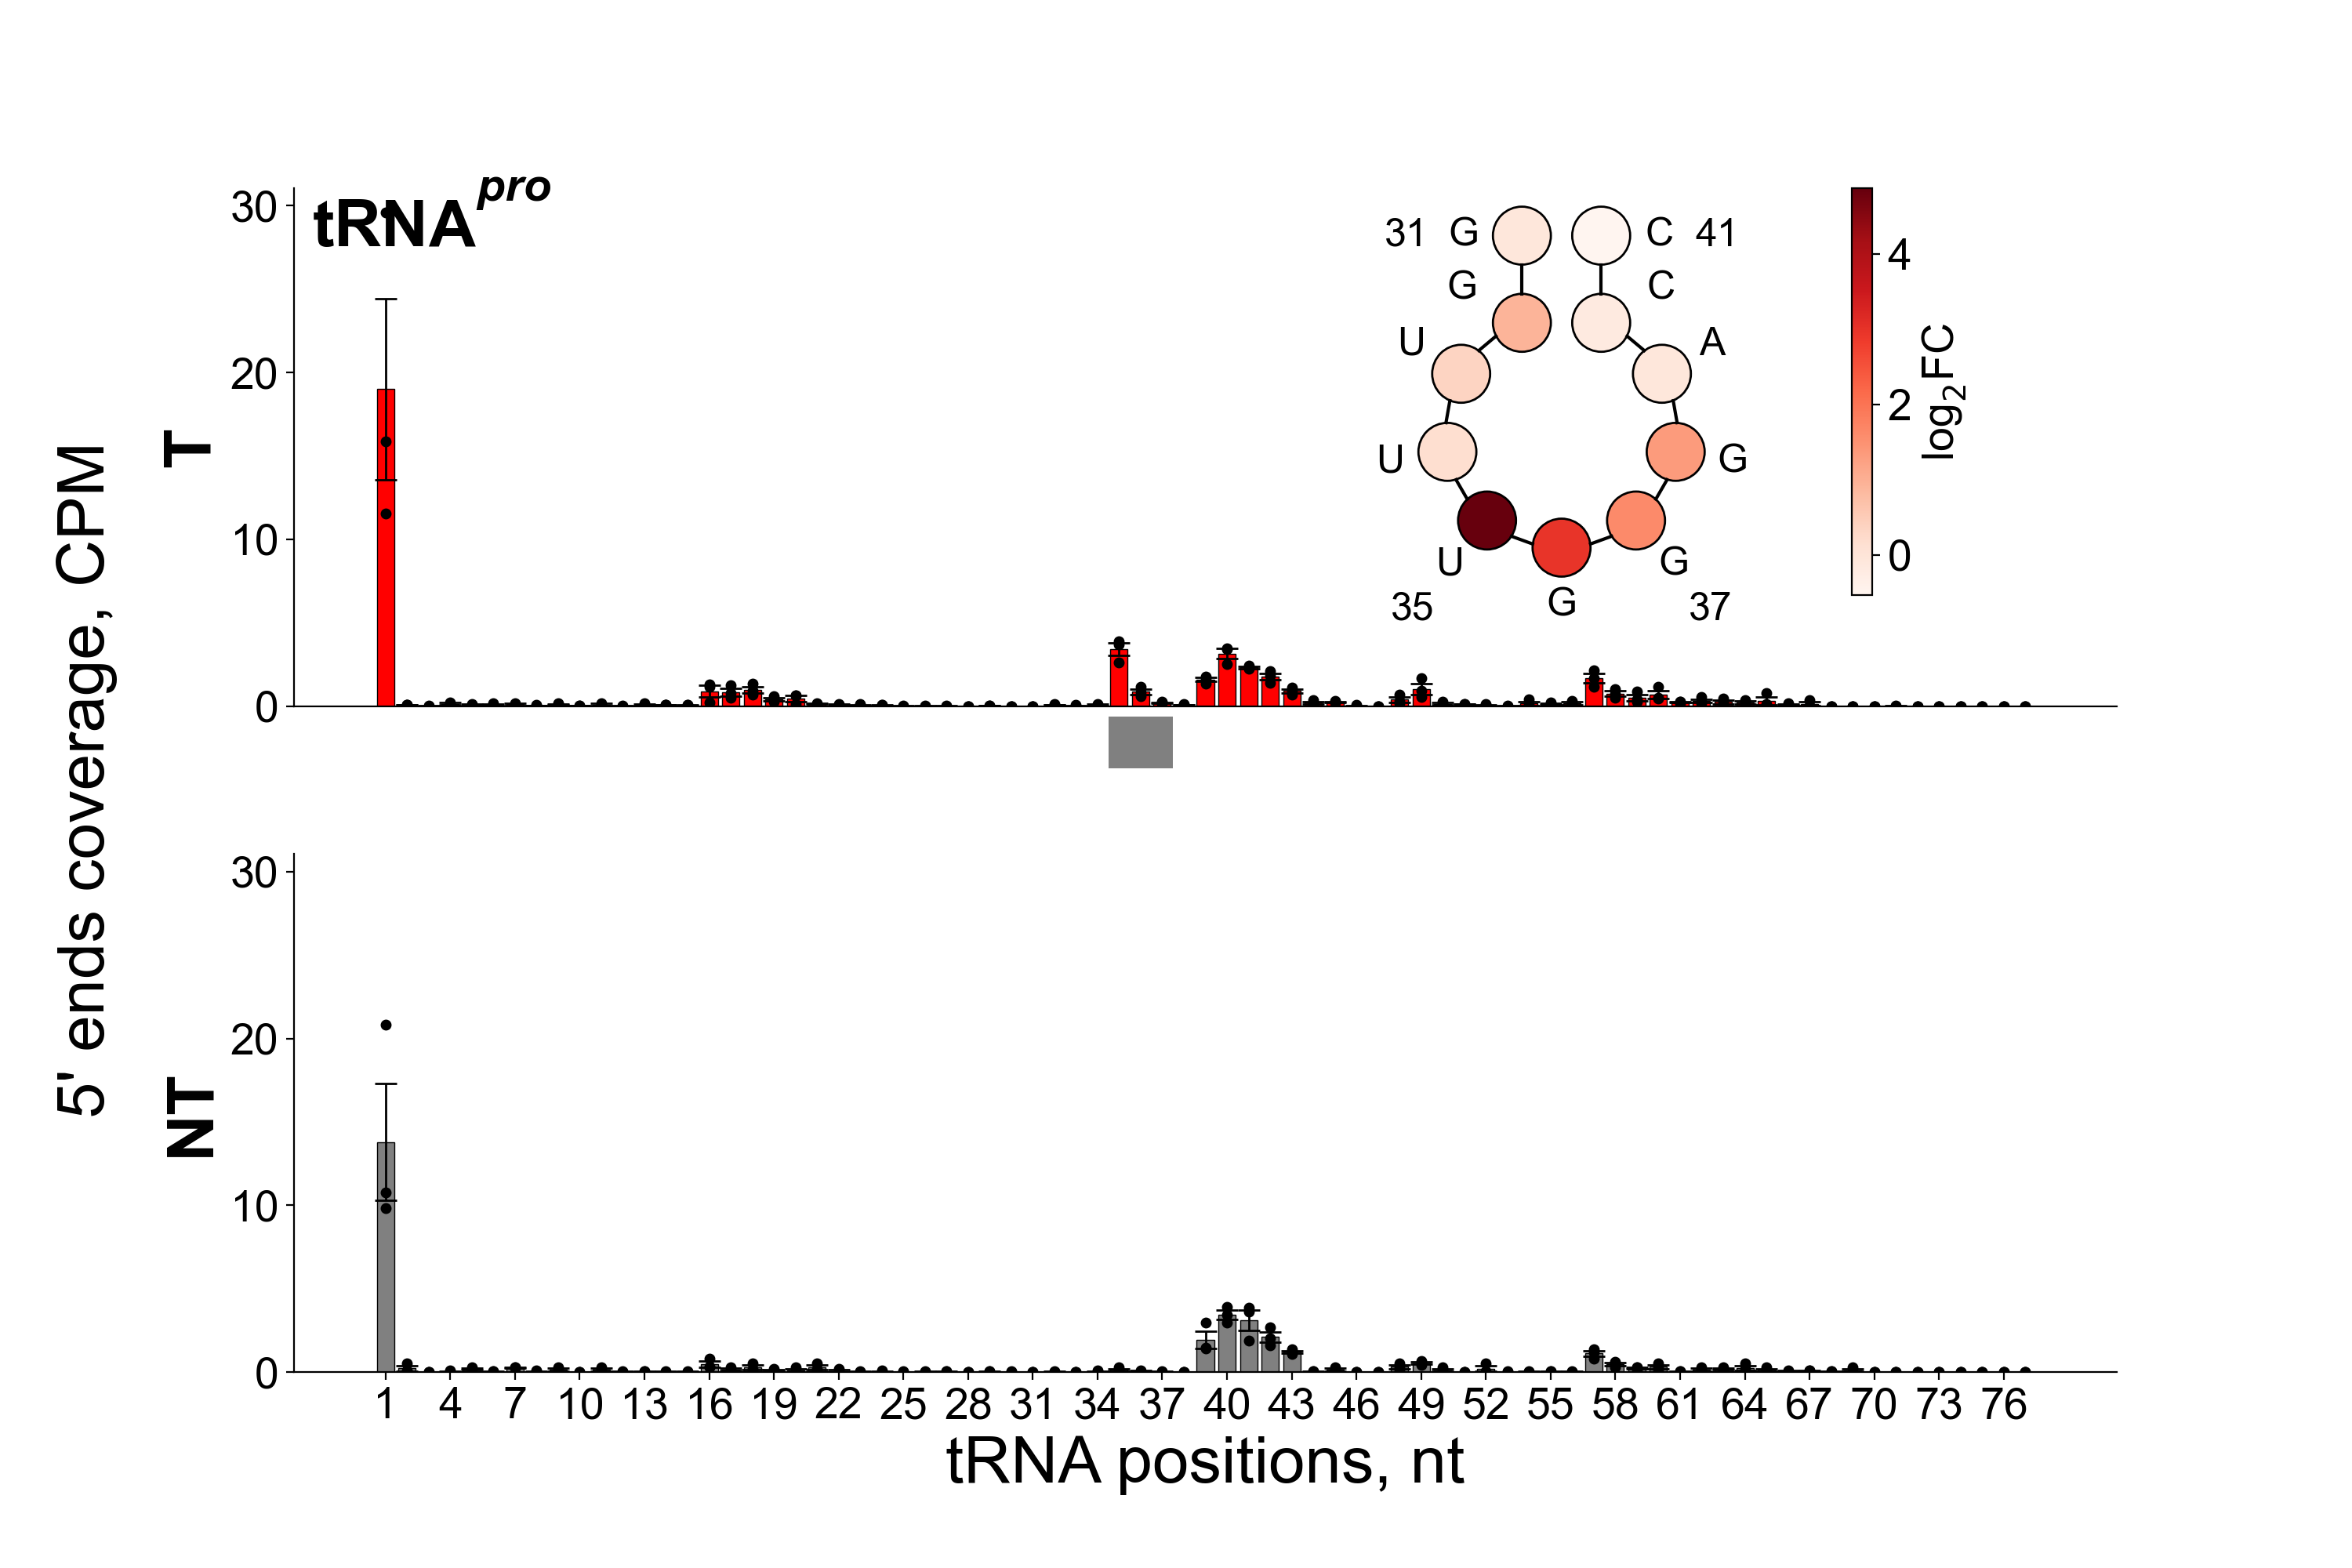 tRNA^pro
5' ends coverage, CPM
T
30
20
10
0
31 G C 41
G C
U A
U G
U G
35 G 37
4
2
0
log₂FC
NT
30
20
10
0
1 4 7 10 13 16 19 22 25 28 31 34 37 40 43 46 49 52 55 58 61 64 67 70 73 76
tRNA positions, nt